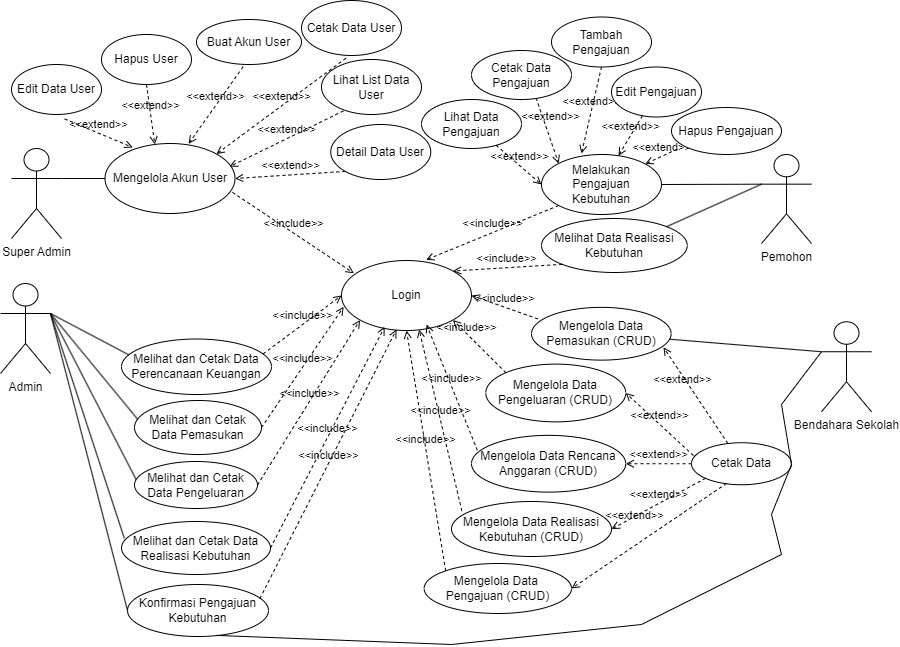 Cetak Data User
Buat Akun User
Hapus User
Edit Data User
Lihat List Data
User
Detail Data User
<<extend>>
<<extend>>
<<extend>>
<<extend>>
<<extend>>
<<extend>>
Mengelola Akun User
Super Admin
<<include>>
Tambah
Pengajuan
Cetak Data
Pengajuan
Edit Pengajuan
Lihat Data
Pengajuan
Hapus Pengajuan
<<extend>>
<<extend>>
<<extend>>
<<extend>>
<<extend>>
Melakukan
Pengajuan
Kebutuhan
Melihat Data Realisasi
Kebutuhan
Pemohon
<<include>>
<<include>>
Login
Admin
Melihat dan Cetak Data
Perencanaan Keuangan
Melihat dan Cetak
Data Pemasukan
Melihat dan Cetak
Data Pengeluaran
Melihat dan Cetak Data
Realisasi Kebutuhan
Konfirmasi Pengajuan
Kebutuhan
<<include>>
<<include>>
<<include>>
<<include>>
<<include>>
<<include>>
<<include>>
<<include>>
<<include>>
<<include>>
Mengelola Data
Pemasukan (CRUD)
Mengelola Data
Pengeluaran (CRUD)
Mengelola Data Rencana
Anggaran (CRUD)
Mengelola Data Realisasi
Kebutuhan (CRUD)
Mengelola Data
Pengajuan (CRUD)
<<extend>>
<<extend>>
<<extend>>
<<extend>>
<<extend>>
Cetak Data
Bendahara Sekolah